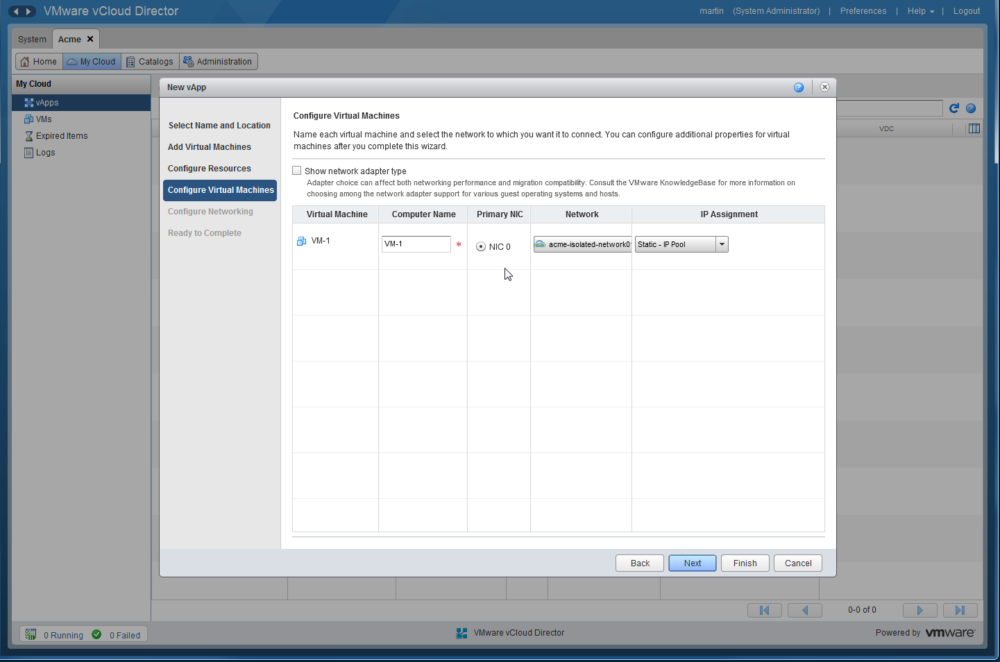 VMware vCloud Director
martin (System Administrator) | Preferences | Help | Logout
System
Acme
Home
My Cloud
Catalogs
Administration
My Cloud
vApps
VMs
Expired Items
Logs
VDC
New vApp
Select Name and Location
Add Virtual Machines
Configure Resources
Configure Virtual Machines
Configure Networking
Ready to Complete
Configure Virtual Machines
Name each virtual machine and select the network to which you want it to connect. You can configure additional properties for virtual
machines after you complete this wizard.
Show network adapter type
Adapter choice can affect both networking performance and migration compatibility. Consult the VMware KnowledgeBase for more information on
choosing among the network adapter support for various guest operating systems and hosts.
Virtual Machine Computer Name Primary NIC Network IP Assignment
VM-1 VM-1 * NIC 0 acme-isolated-network0 Static - IP Pool
Back Next Finish Cancel
0-0 of 0
0 Running 0 Failed
VMware vCloud Director
Powered by vmware